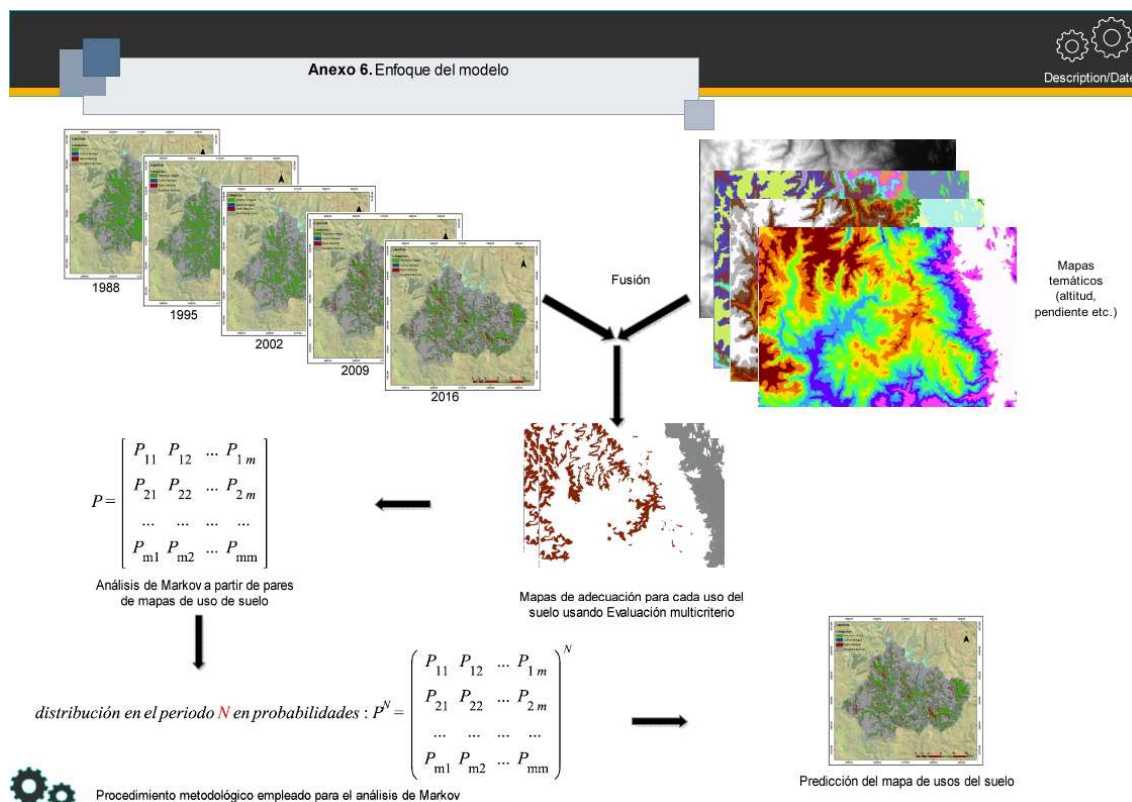 Anexo 6. Enfoque del modelo
Description/Date
1988
1995
2002
2009
2016
Fusión
Mapas
temáticos
(altitud,
pendiente etc.)
P = [ P11 P12 ... P1 m
P21 P22 ... P2 m
... ... ... ...
Pm1 Pm2 ... Pmm ]
Análisis de Markov a partir de pares
de mapas de uso de suelo
Mapas de adecuación para cada uso del
suelo usando Evaluación multicriterio
distribución en el periodo N en probabilidades : P^N = ( P11 P12 ... P1 m
P21 P22 ... P2 m
... ... ... ...
Pm1 Pm2 ... Pmm )^N
Predicción del mapa de usos del suelo
Procedimiento metodológico empleado para el análisis de Markov